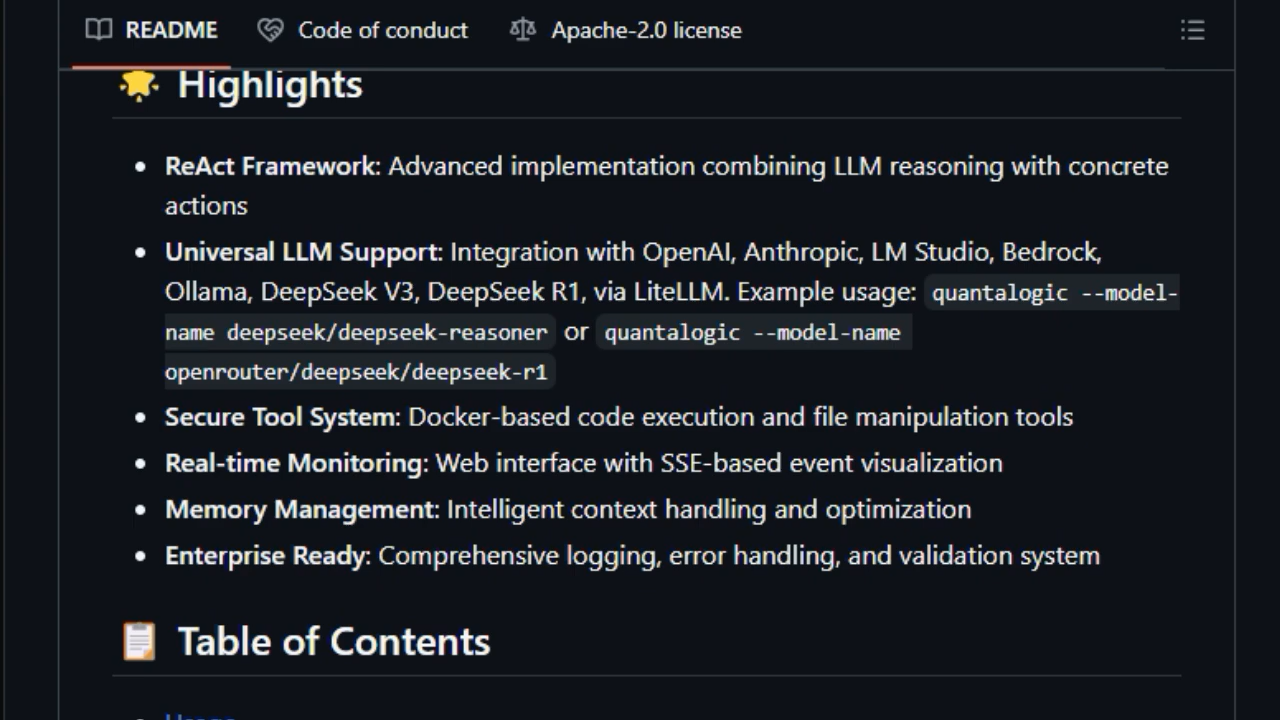 README Code of conduct Apache-2.0 license
Highlights
ReAct Framework: Advanced implementation combining LLM reasoning with concrete
actions
Universal LLM Support: Integration with OpenAI, Anthropic, LM Studio, Bedrock,
Ollama, DeepSeek V3, DeepSeek R1, via LiteLLM. Example usage: quantalogic --model-
name deepseek/deepseek-reasoner or quantalogic --model-name
openrouter/deepseek/deepseek-r1
Secure Tool System: Docker-based code execution and file manipulation tools
Real-time Monitoring: Web interface with SSE-based event visualization
Memory Management: Intelligent context handling and optimization
Enterprise Ready: Comprehensive logging, error handling, and validation system
Table of Contents